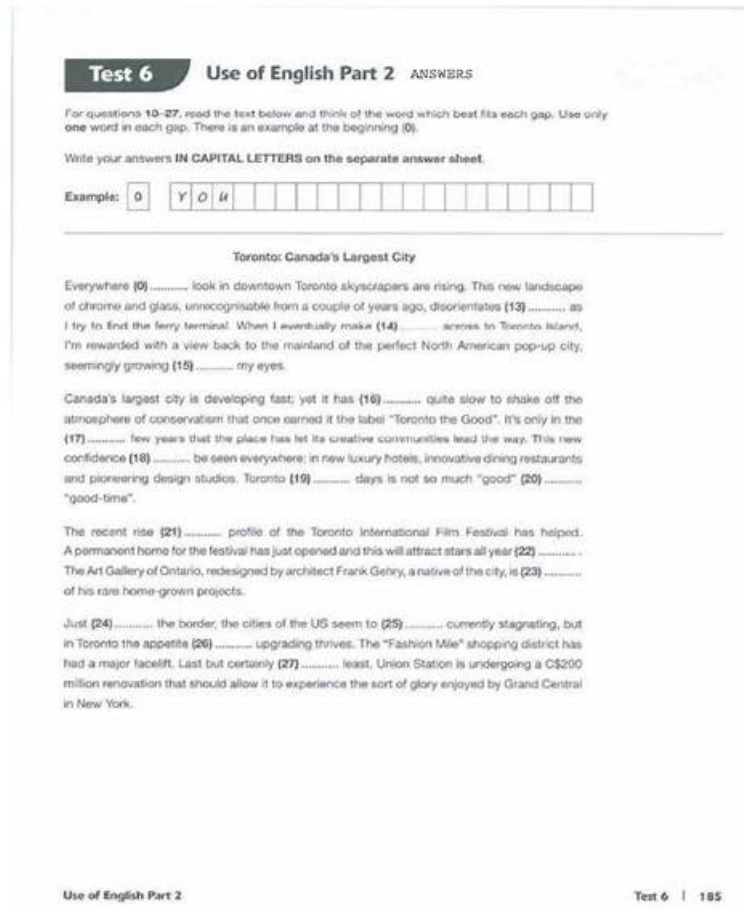 Test 6 Use of English Part 2 ANSWERS
For questions 13-27, read the text below and think of the word which best fits each gap. Use only
one word in each gap. There is an example at the beginning (0).
Write your answers IN CAPITAL LETTERS on the separate answer sheet.
Example: 0 Y O U
Toronto: Canada's Largest City
Everywhere (0) .......... look in downtown Toronto skyscrapers are rising. This new landscape
of chrome and glass, unrecognisable from a couple of years ago, disorientates (13) .......... as
I try to find the ferry terminal. When I eventually make (14) .......... across to Toronto Island,
I'm rewarded with a view back to the mainland of the perfect North American pop-up city,
seemingly growing (15) .......... my eyes.
Canada's largest city is developing fast; yet it has (16) .......... quite slow to shake off the
atmosphere of conservatism that once earned it the label "Toronto the Good". It's only in the
(17) .......... few years that the place has let its creative communities lead the way. This new
confidence (18) .......... be seen everywhere: in new luxury hotels, innovative dining restaurants
and pioneering design studios. Toronto (19) .......... days is not so much "good" (20) ..........
"good-time".
The recent rise (21) .......... profile of the Toronto International Film Festival has helped.
A permanent home for the festival has just opened and this will attract stars all year (22) .......... .
The Art Gallery of Ontario, redesigned by architect Frank Gehry, a native of the city, is (23) ..........
of his rare home-grown projects.
Just (24) .......... the border, the cities of the US seem to (25) .......... currently stagnating, but
in Toronto the appetite (26) .......... upgrading thrives. The "Fashion Mile" shopping district has
had a major facelift. Last but certainly (27) .......... least, Union Station is undergoing a C$200
million renovation that should allow it to experience the sort of glory enjoyed by Grand Central
in New York.
Use of English Part 2 Test 6 | 185